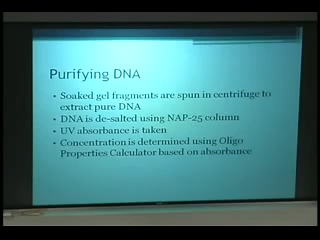 Purifying DNA
• Soaked gel fragments are spun in centrifuge to
extract pure DNA
• DNA is de-salted using NAP-25 column
• UV absorbance is taken
• Concentration is determined using Oligo
Properties Calculator based on absorbance